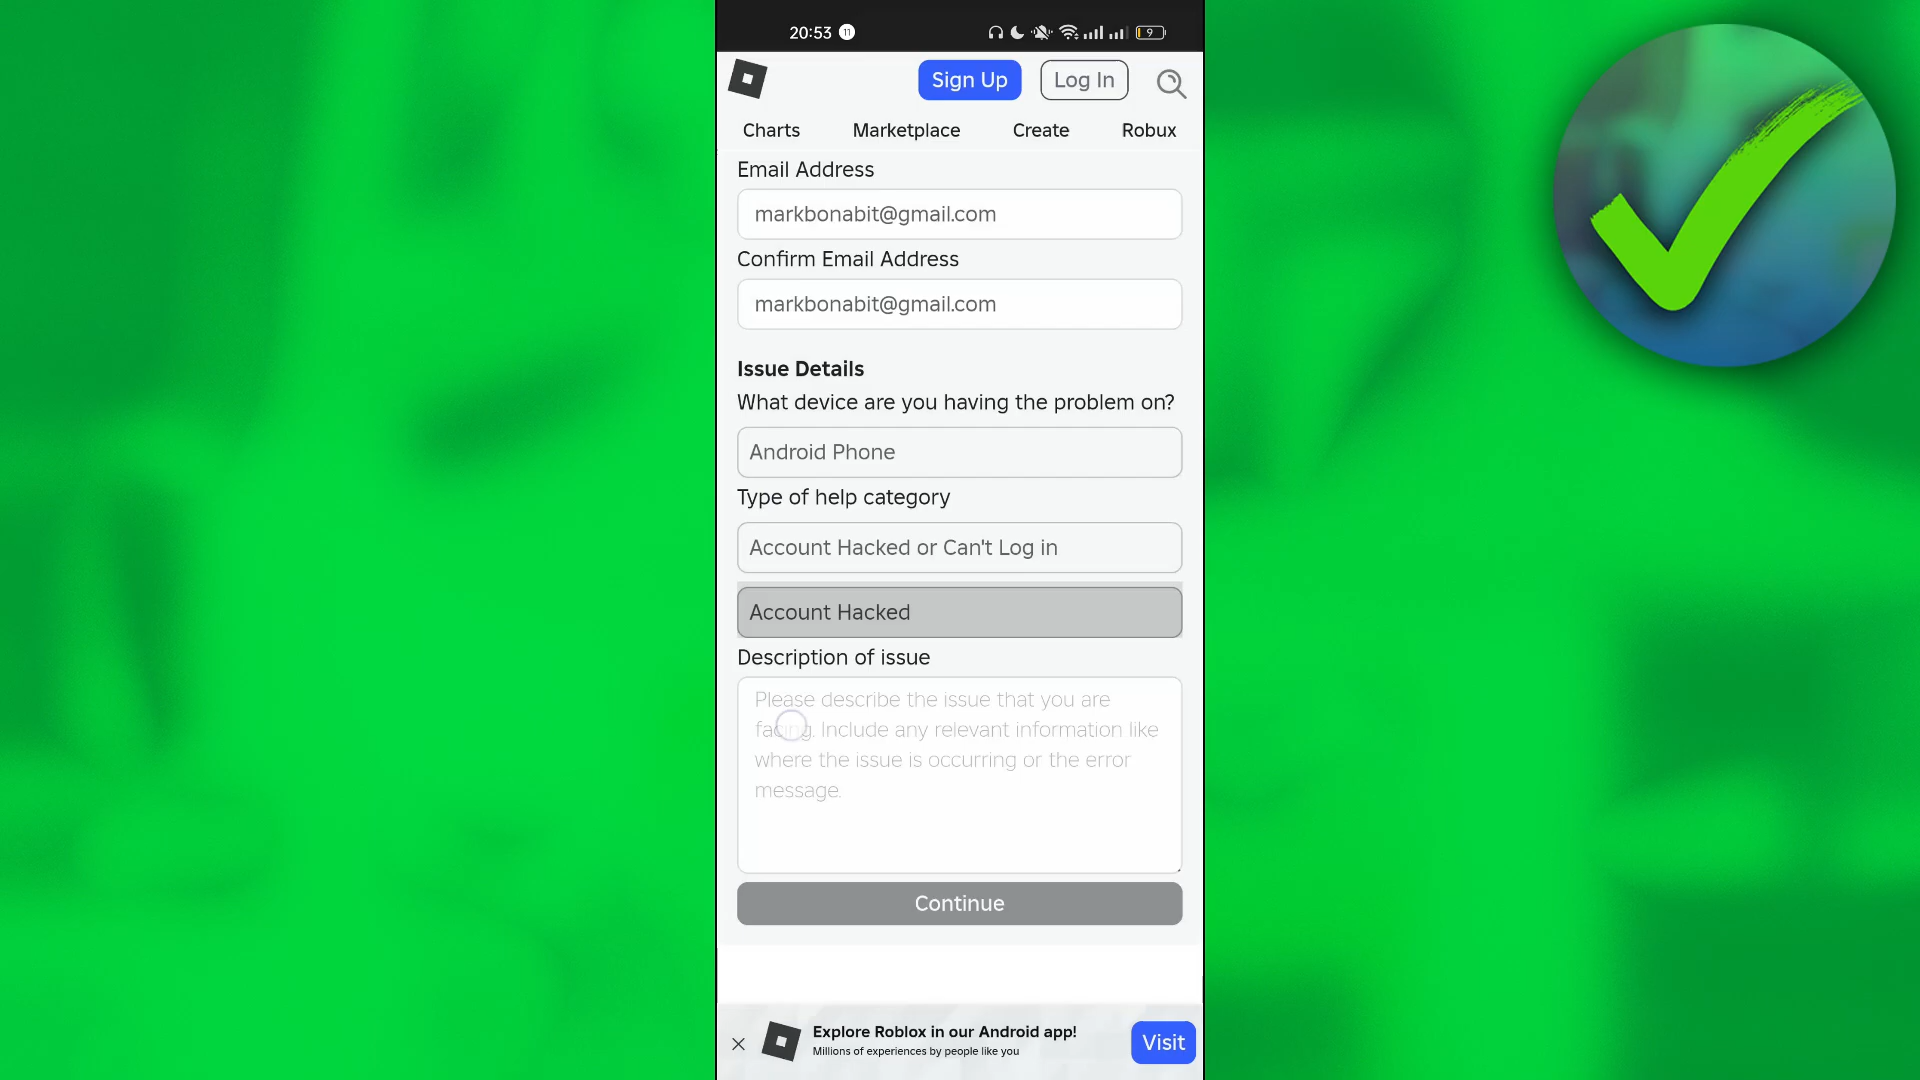 20:53 11
9
Sign Up
Log In
Charts
Marketplace
Create
Robux
Email Address
markbonabit@gmail.com
Confirm Email Address
markbonabit@gmail.com
Issue Details
What device are you having the problem on?
Android Phone
Type of help category
Account Hacked or Can't Log in
Account Hacked
Description of issue
Please describe the issue that you are
facing. Include any relevant information like
where the issue is occurring or the error
message.
Continue
Explore Roblox in our Android app!
Millions of experiences by people like you
Visit